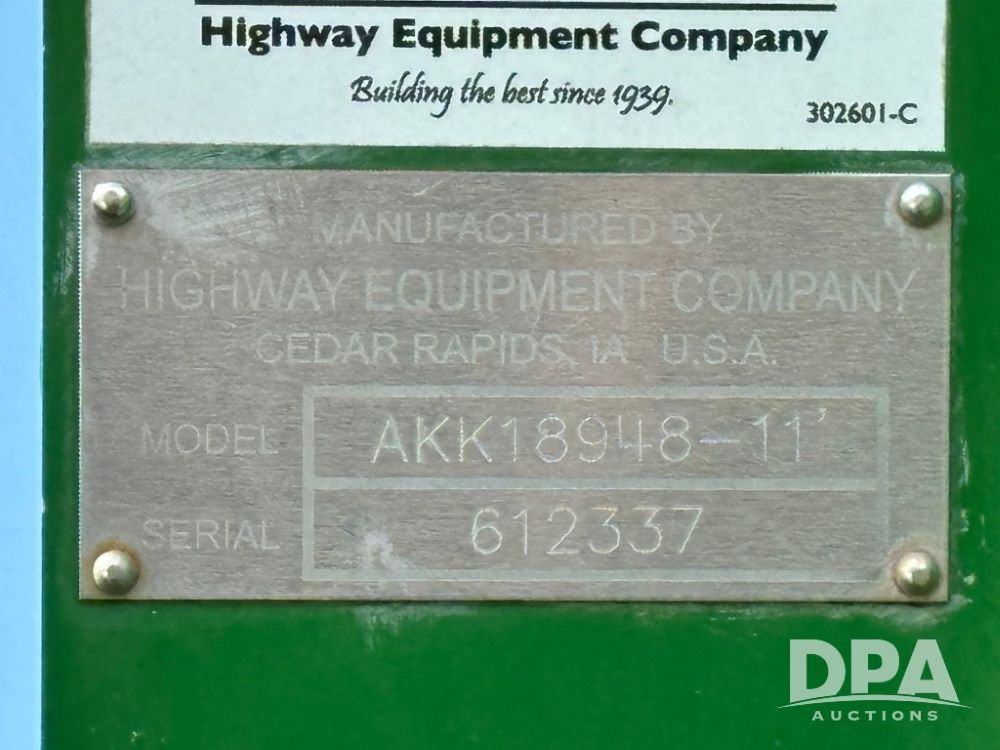 Highway Equipment Company
Building the best since 1939.
302601-C
MANUFACTURED BY
HIGHWAY EQUIPMENT COMPANY
CEDAR RAPIDS, IA U.S.A.
MODEL AKK18948-11'
SERIAL 612337
DPA
AUCTIONS